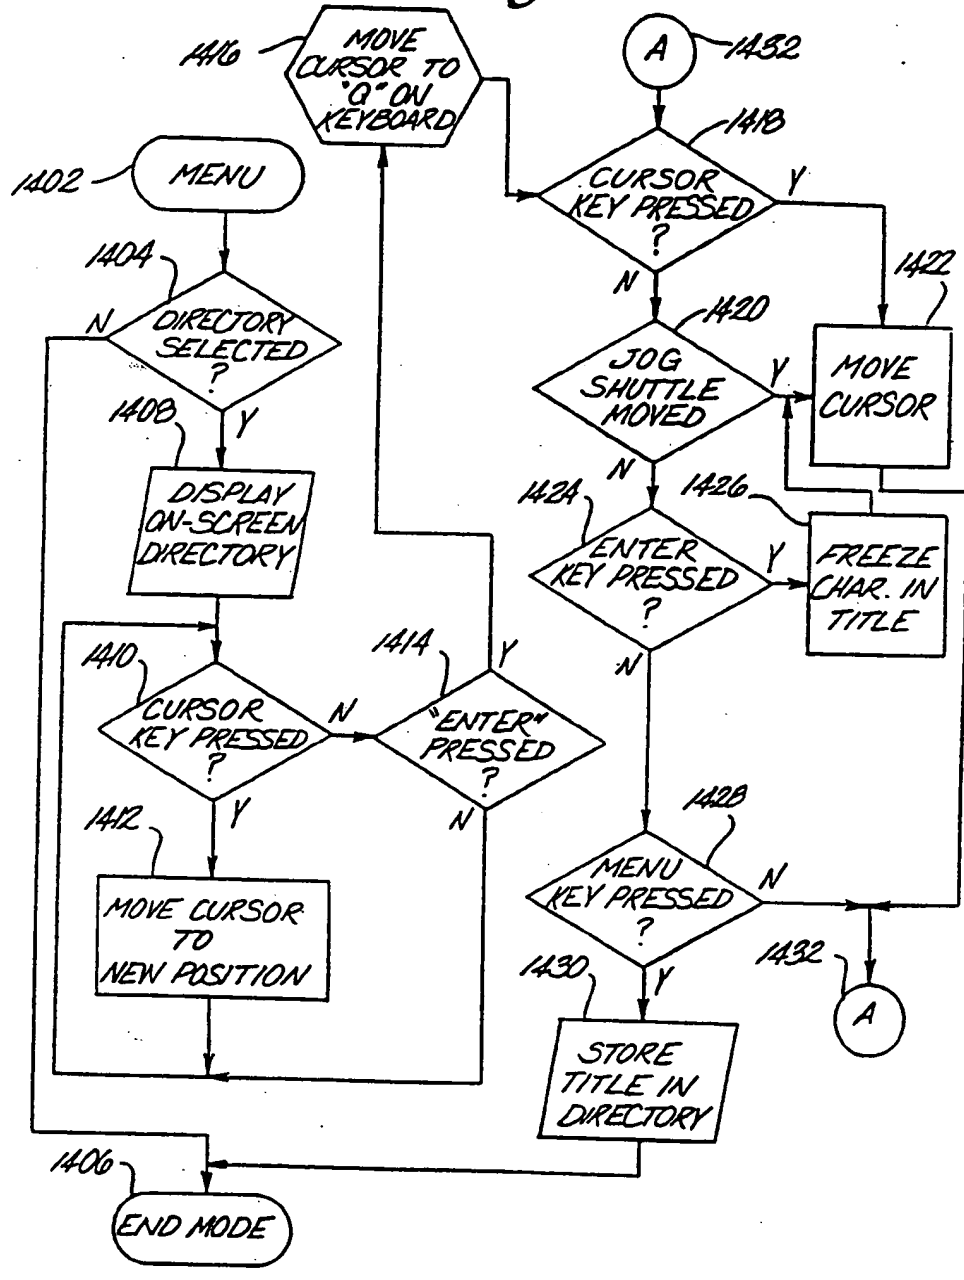 1402
MENU
1404
DIRECTORY
SELECTED
?
N
Y
1408
DISPLAY
ON-SCREEN
DIRECTORY
1410
CURSOR
KEY PRESSED
?
N
Y
1412
MOVE CURSOR
TO
NEW POSITION
1414
"ENTER"
PRESSED
?
Y
N
1416
MOVE
CURSOR TO
"Q" ON
KEYBOARD
A
1432
1418
CURSOR
KEY PRESSED
?
Y
N
1420
JOG
SHUTTLE
MOVED
Y
N
1422
MOVE
CURSOR
1424
ENTER
KEY PRESSED
?
Y
N
1426
FREEZE
CHAR. IN
TITLE
1428
MENU
KEY PRESSED
?
N
Y
1430
STORE
TITLE IN
DIRECTORY
1432
A
1406
END MODE